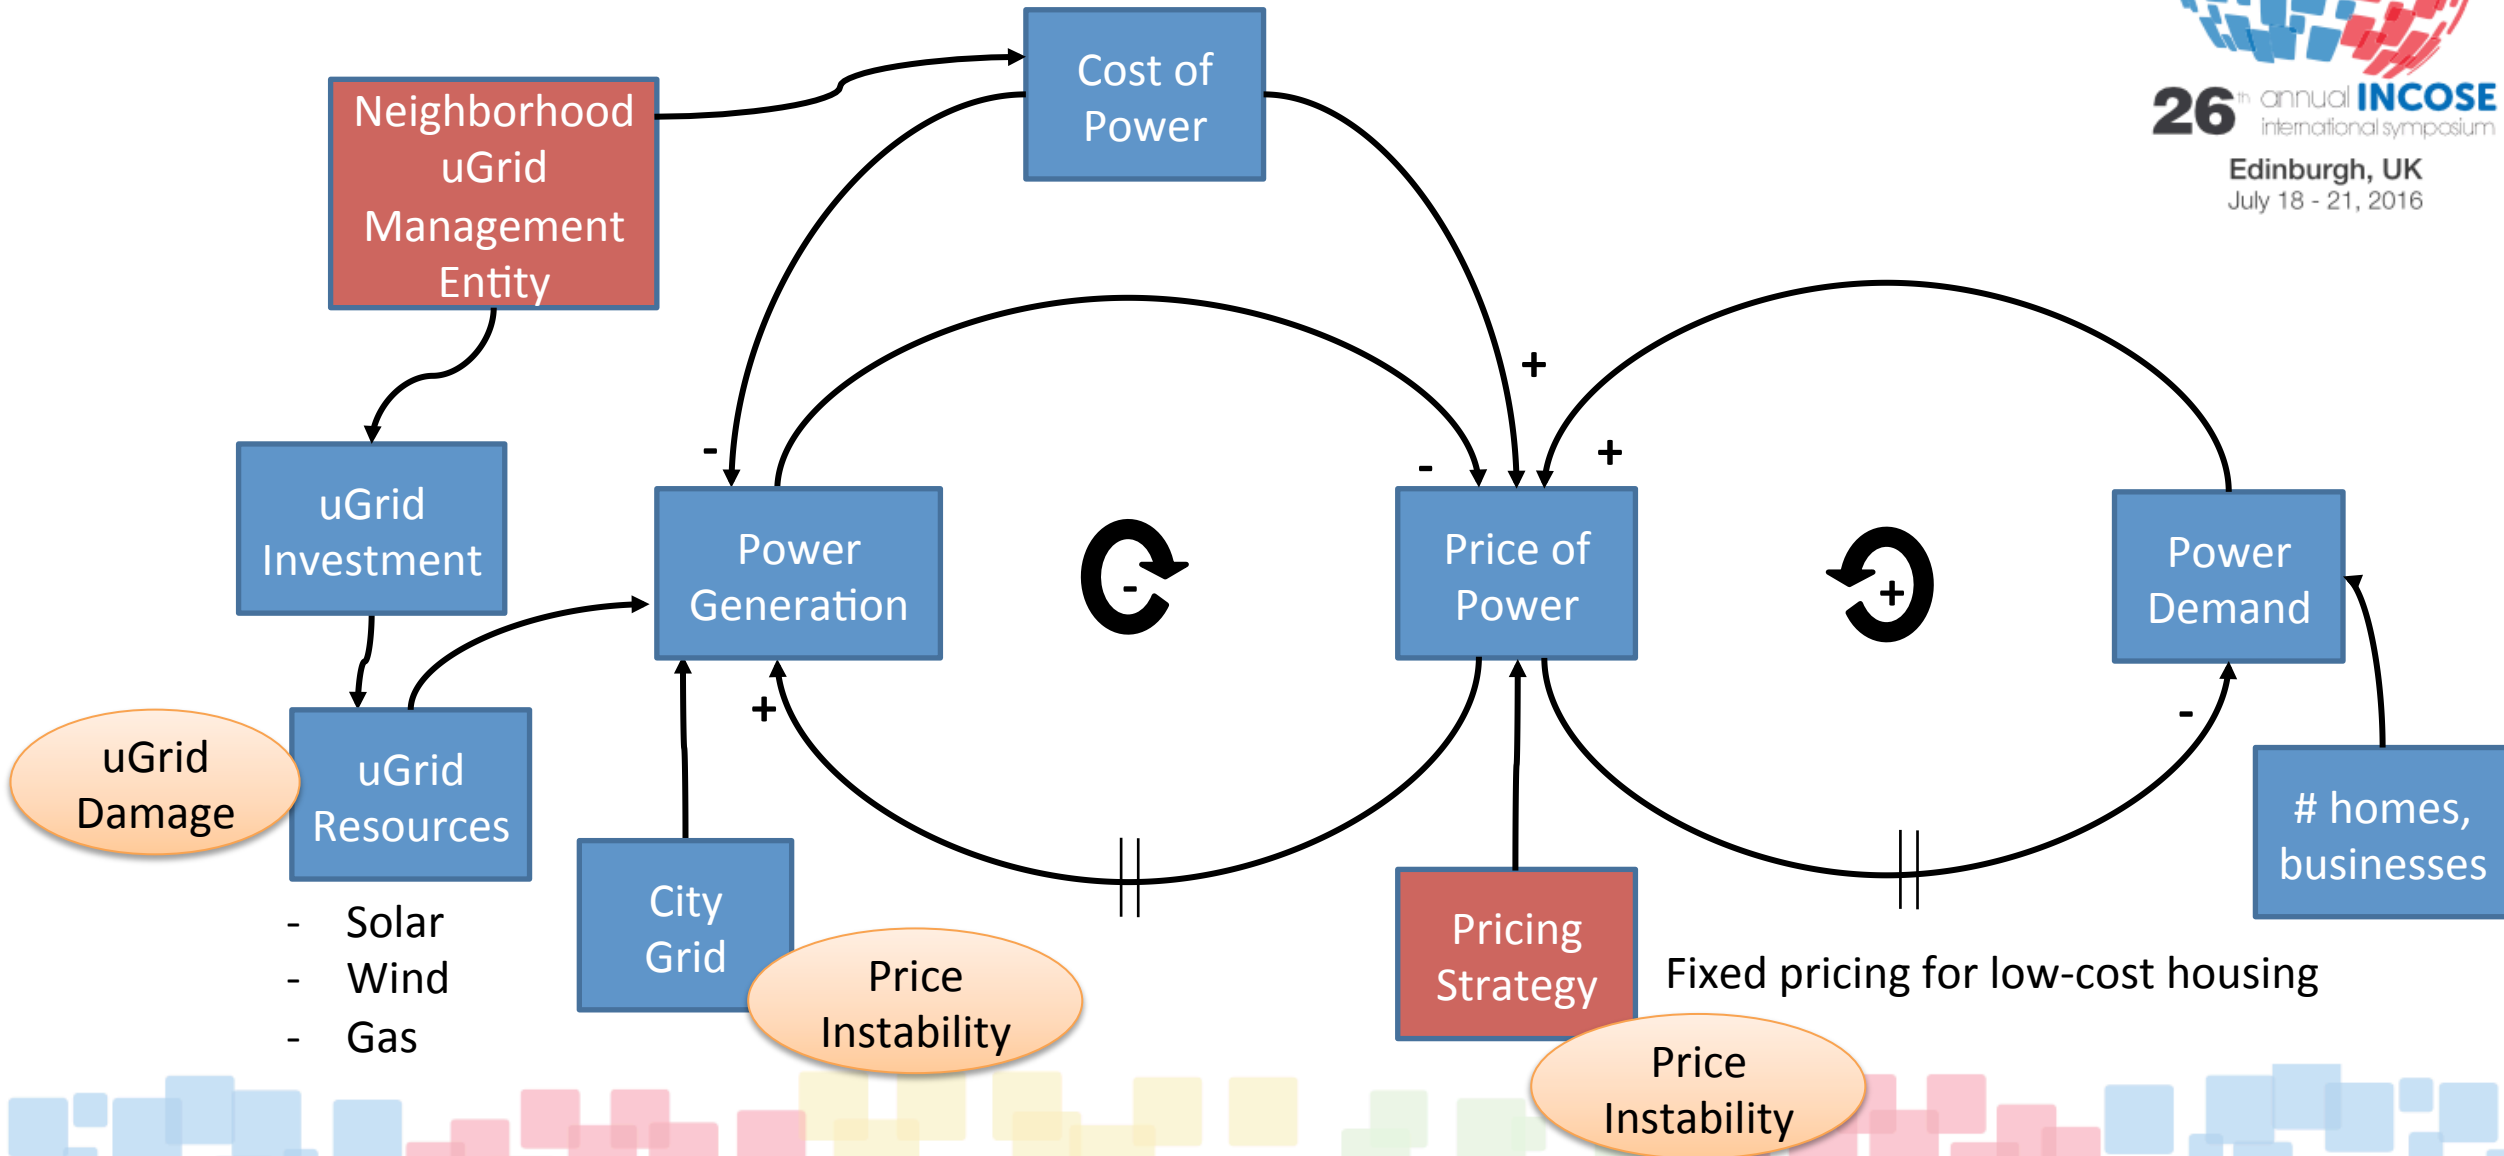 Cost of
Power
26th annual INCOSE
international symposium
Edinburgh, UK
July 18 - 21, 2016
Neighborhood
uGrid
Management
Entity
+
-
-
+
uGrid
Investment
Power
Generation
-
Price of
Power
+
Power
Demand
+
-
uGrid
Damage
uGrid
Resources
- Solar
- Wind
- Gas
City
Grid
Price
Instability
Pricing
Strategy
Fixed pricing for low-cost housing
Price
Instability
# homes,
businesses